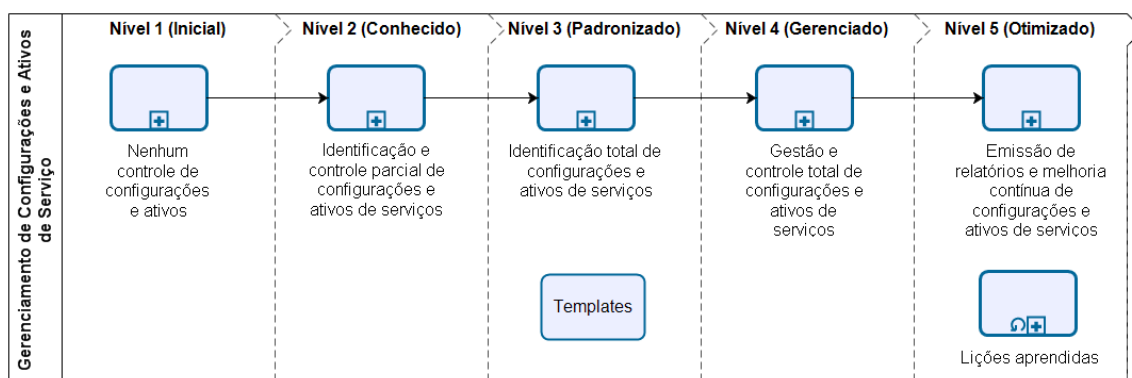 Gerenciamento de Configurações e Ativos
de Serviço
Nível 1 (Inicial)
Nível 2 (Conhecido)
Nível 3 (Padronizado)
Nível 4 (Gerenciado)
Nível 5 (Otimizado)
Nenhum
controle de
configurações
e ativos
Identificação e
controle parcial de
configurações e
ativos de serviços
Identificação total de
configurações e
ativos de serviços
Gestão e
controle total de
configurações e
ativos de
serviços
Emissão de
relatórios e melhoria
contínua de
configurações e
ativos de serviços
Templates
Lições aprendidas